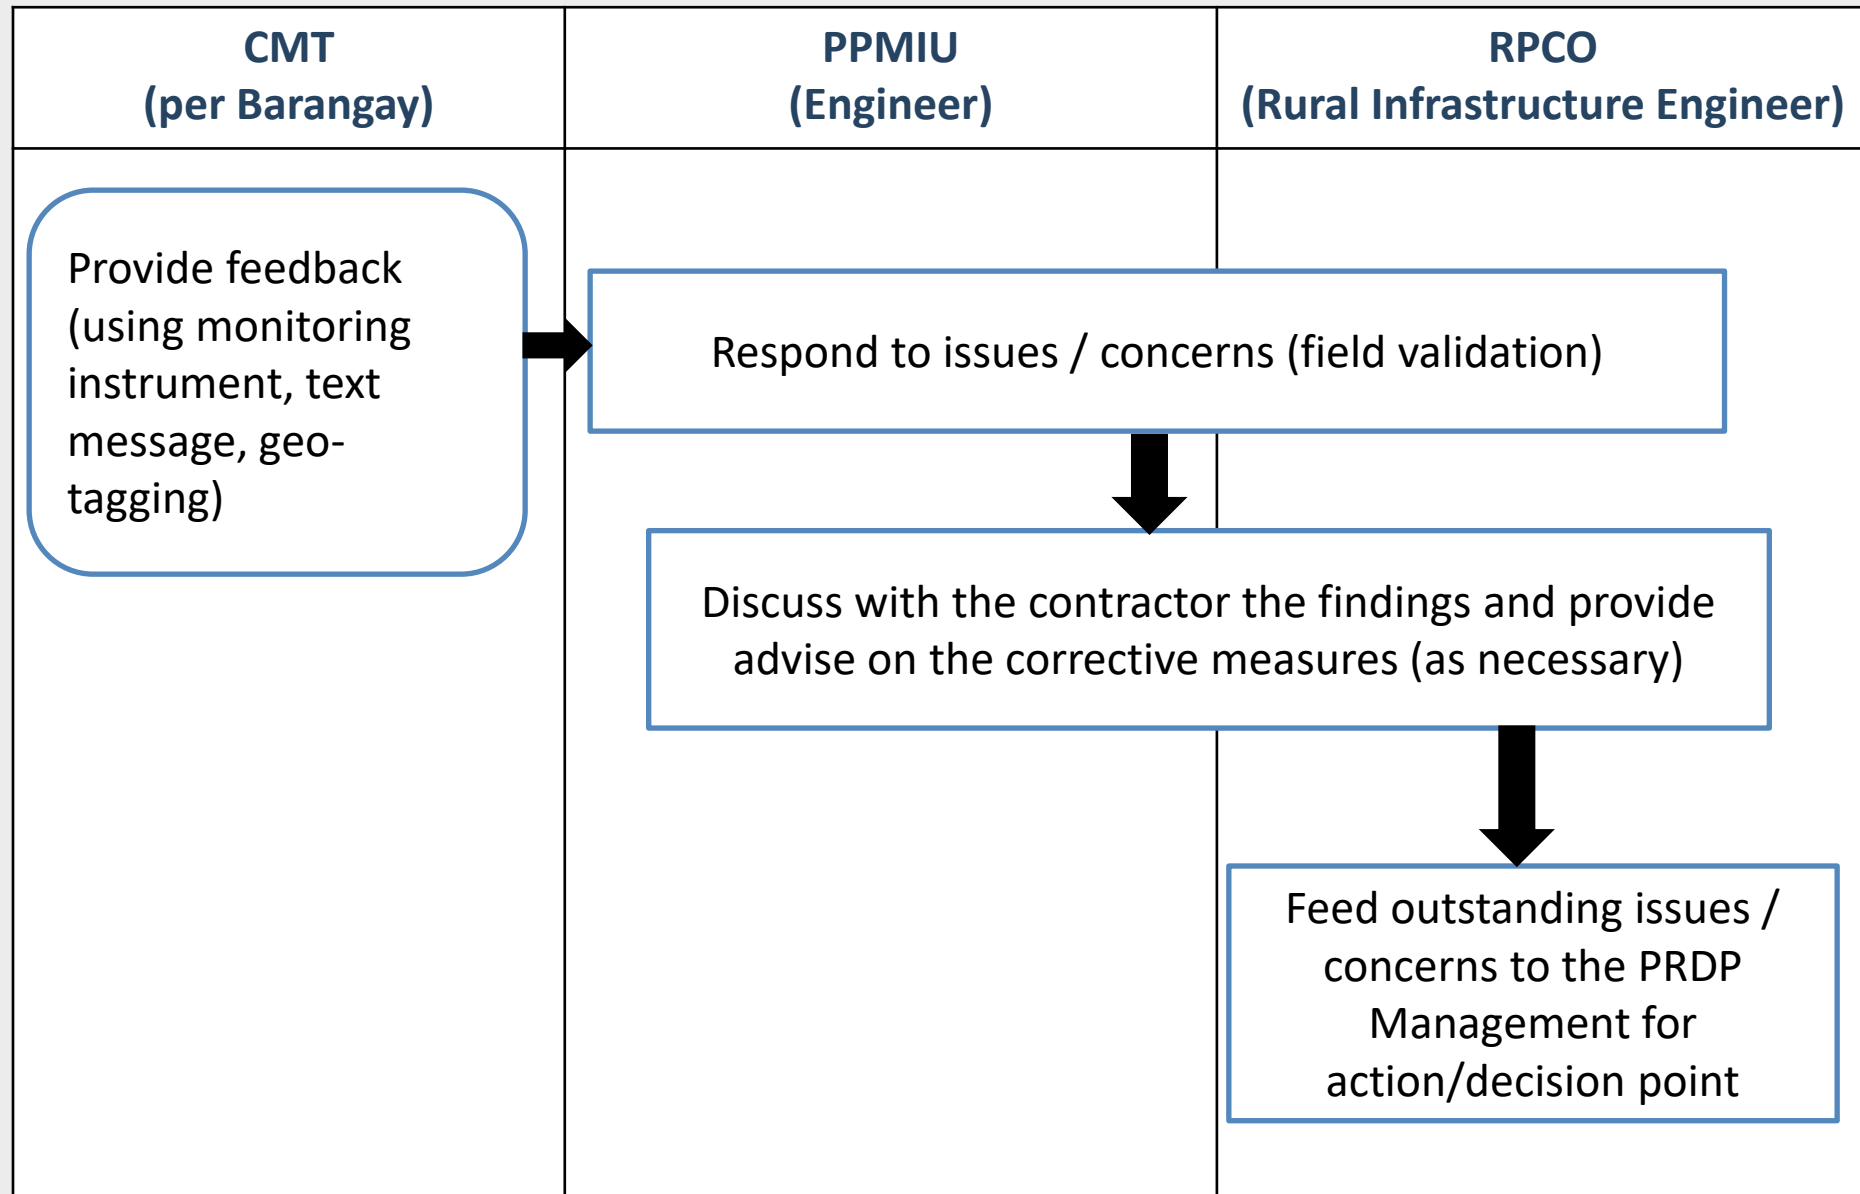 CMT
(per Barangay)
PPMIU
(Engineer)
RPCO
(Rural Infrastructure Engineer)
Provide feedback
(using monitoring
instrument, text
message, geo-
tagging)
Respond to issues / concerns (field validation)
Discuss with the contractor the findings and provide
advise on the corrective measures (as necessary)
Feed outstanding issues /
concerns to the PRDP
Management for
action/decision point